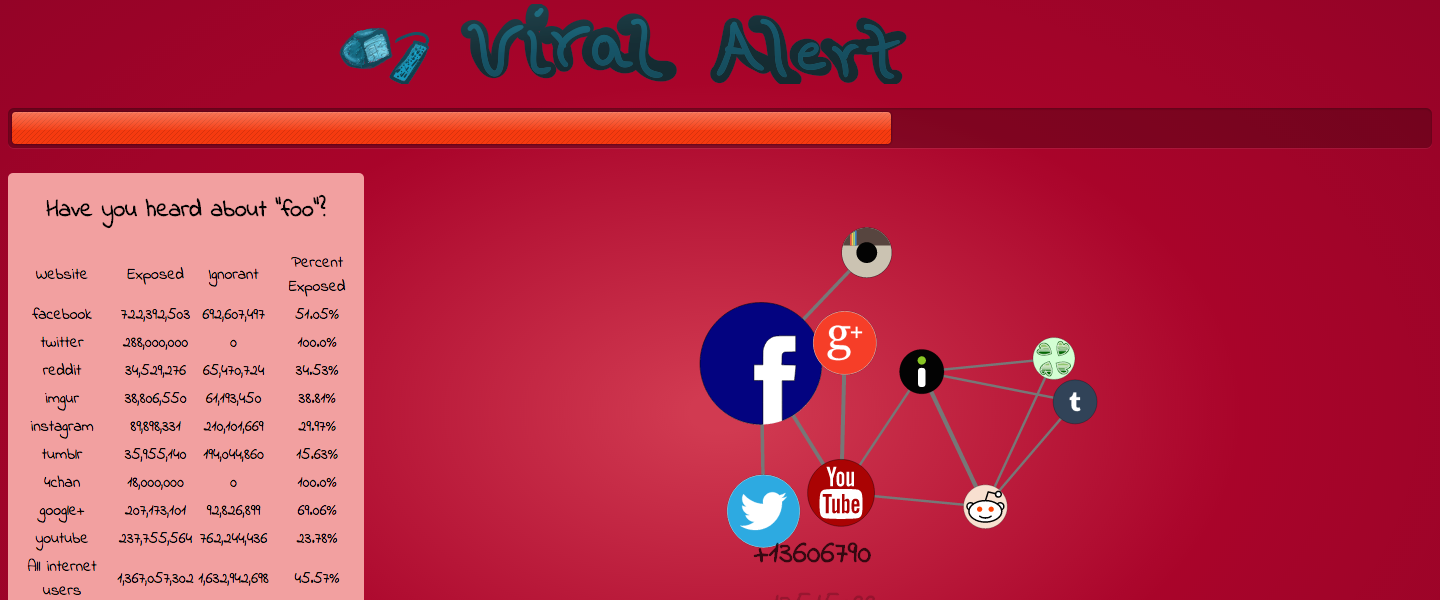 Viral Alert
Have you heard about "foo"?
Website Exposed Ignorant Percent Exposed
facebook 722,392,503 692,607,497 51.05%
twitter 288,000,000 0 100.0%
reddit 34,529,276 65,470,724 34.53%
imgur 38,806,550 61,193,450 38.81%
instagram 89,898,331 210,101,669 29.97%
tumblr 35,955,140 194,044,860 15.63%
4chan 18,000,000 0 100.0%
google+ 207,173,101 92,826,899 69.06%
youtube 237,755,564 762,244,436 23.78%
All internet users 1,367,057,302 1,632,942,698 45.57%
f
g+
i
t
You
Tube
+13606790